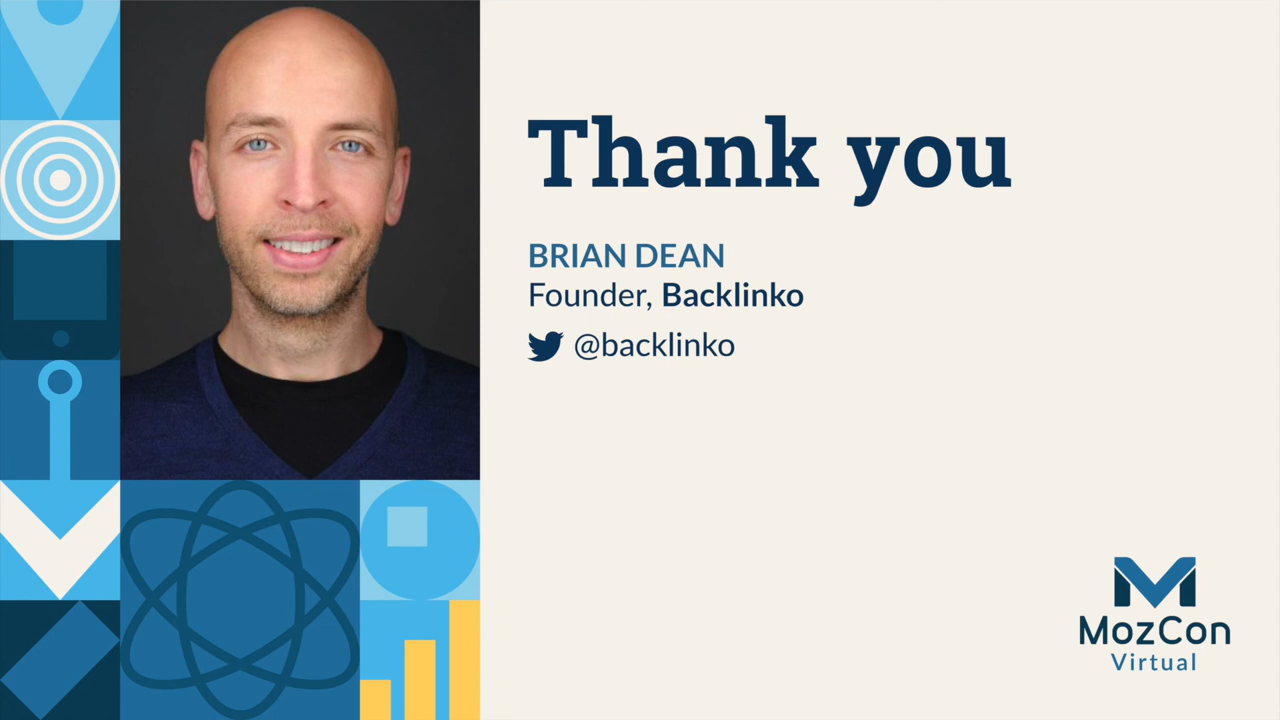 Thank you
BRIAN DEAN
Founder, Backlinko
@backlinko
MozCon
Virtual